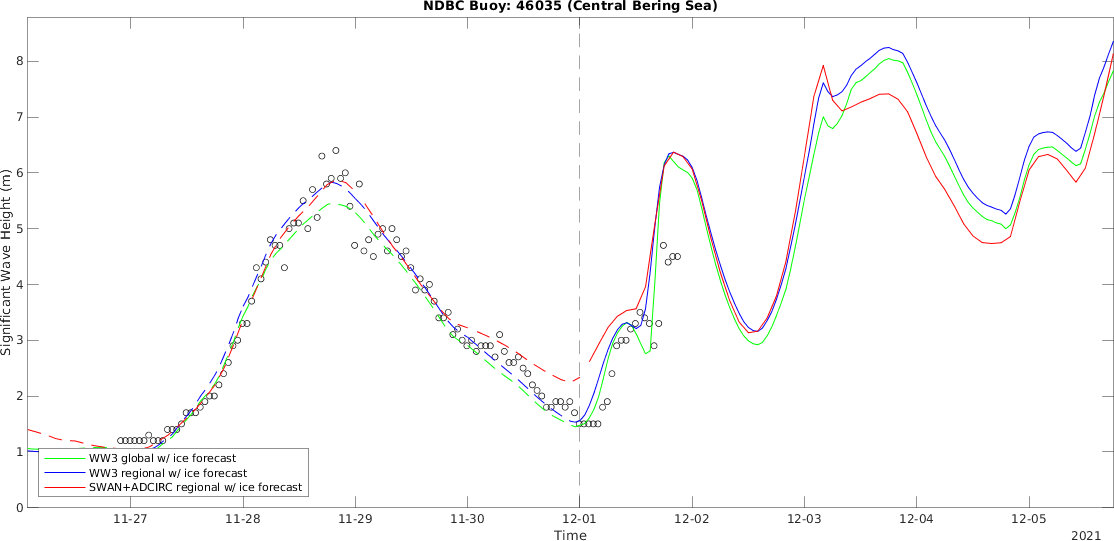 NDBC Buoy: 46035 (Central Bering Sea)
Significant Wave Height (m)
8
7
6
5
4
3
2
1
0
WW3 global w/ ice forecast
WW3 regional w/ ice forecast
SWAN+ADCIRC regional w/ ice forecast
11-27 11-28 11-29 11-30 12-01 12-02 12-03 12-04 12-05
Time
2021